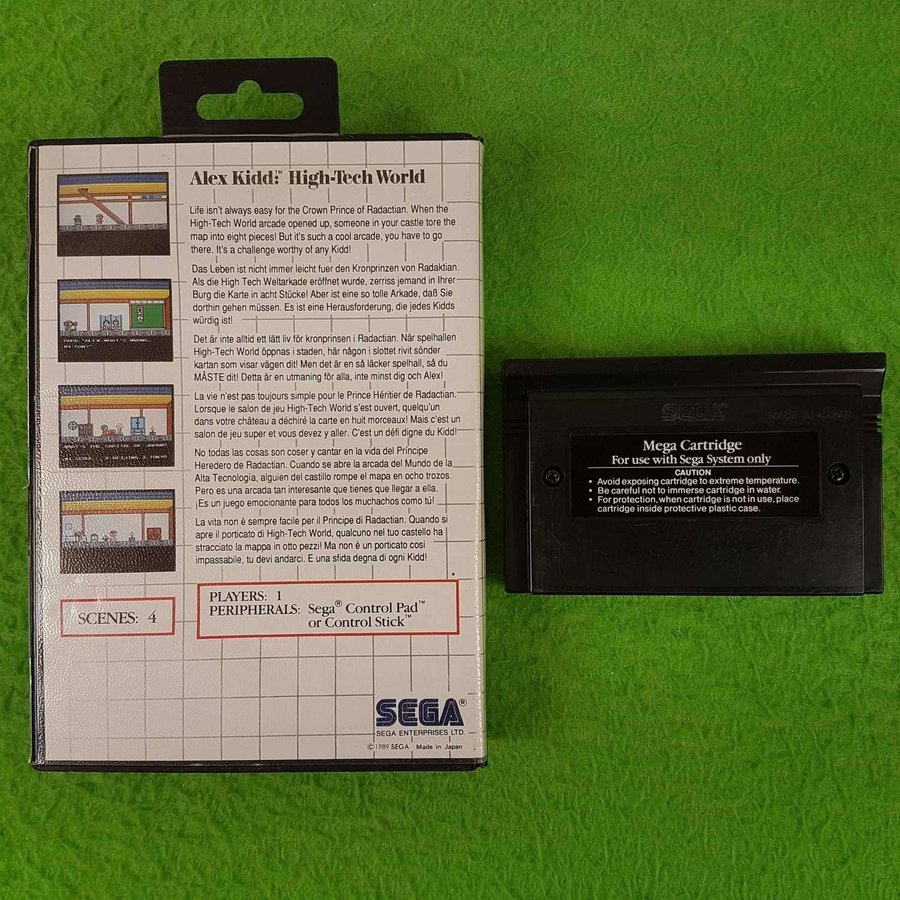 Alex Kidd:™ High-Tech World
Life isn't always easy for the Crown Prince of Radactian. When the
High-Tech World arcade opened up, someone in your castle tore the
map into eight pieces! But it's such a cool arcade, you have to go
there. It's a challenge worthy of any Kidd!
Das Leben ist nicht immer leicht fuer den Kronprinzen von Radaktian.
Als die High Tech Weltarkade eröffnet wurde, zerriss jemand in Ihrer
Burg die Karte in acht Stücke! Aber ist eine so tolle Arkade, daß Sie
dorthin gehen müssen. Es ist eine Herausforderung, die jedes Kidds
würdig ist!
Det är inte alltid ett lätt liv för kronprinsen i Radactian. När spelhallen
High-Tech World öppnas i staden, här någon i slottet rivit sönder
kartan som visar vägen dit! Men det är en så läcker spelhall, så du
MÅSTE dit! Detta är en utmaning för alla, inte minst dig och Alex!
La vie n'est pas toujours simple pour le Prince Héritier de Radactian.
Lorsque le salon de jeu High-Tech World s'est ouvert, quelqu'un
dans votre château a déchiré la carte en huit morceaux! Mais c'est un
salon de jeu super et vous devez y aller. C'est un défi digne du Kidd!
No todas las cosas son coser y cantar en la vida del Principe
Heredero de Radactian. Cuando se abre la arcada del Mundo de la
Alta Tecnología, alguien del castillo rompe el mapa en ocho trozos.
Pero es una arcada tan interesante que tienes que llegar a ella.
¡Es un juego emocionante para todos los muchachos como tú!
La vita non è sempre facile per il Principe di Radactian. Quando si
apre il porticato di High-Tech World, qualcuno nel tuo castello ha
stracciato la mappa in otto pezzi! Ma non è un porticato cosi
impassabile, tu devi andarci. E una sfida degna di ogni Kidd!
SCENES: 4
PLAYERS: 1
PERIPHERALS: Sega® Control Pad™
or Control Stick™
SEGA®
SEGA ENTERPRISES LTD.
©1989 SEGA Made in Japan
SEGA
MADE IN JAPAN
Mega Cartridge
For use with Sega System only
CAUTION
• Avoid exposing cartridge to extreme temperature.
• Be careful not to immerse cartridge in water.
• For protection, when cartridge is not in use, place
cartridge inside protective plastic case.